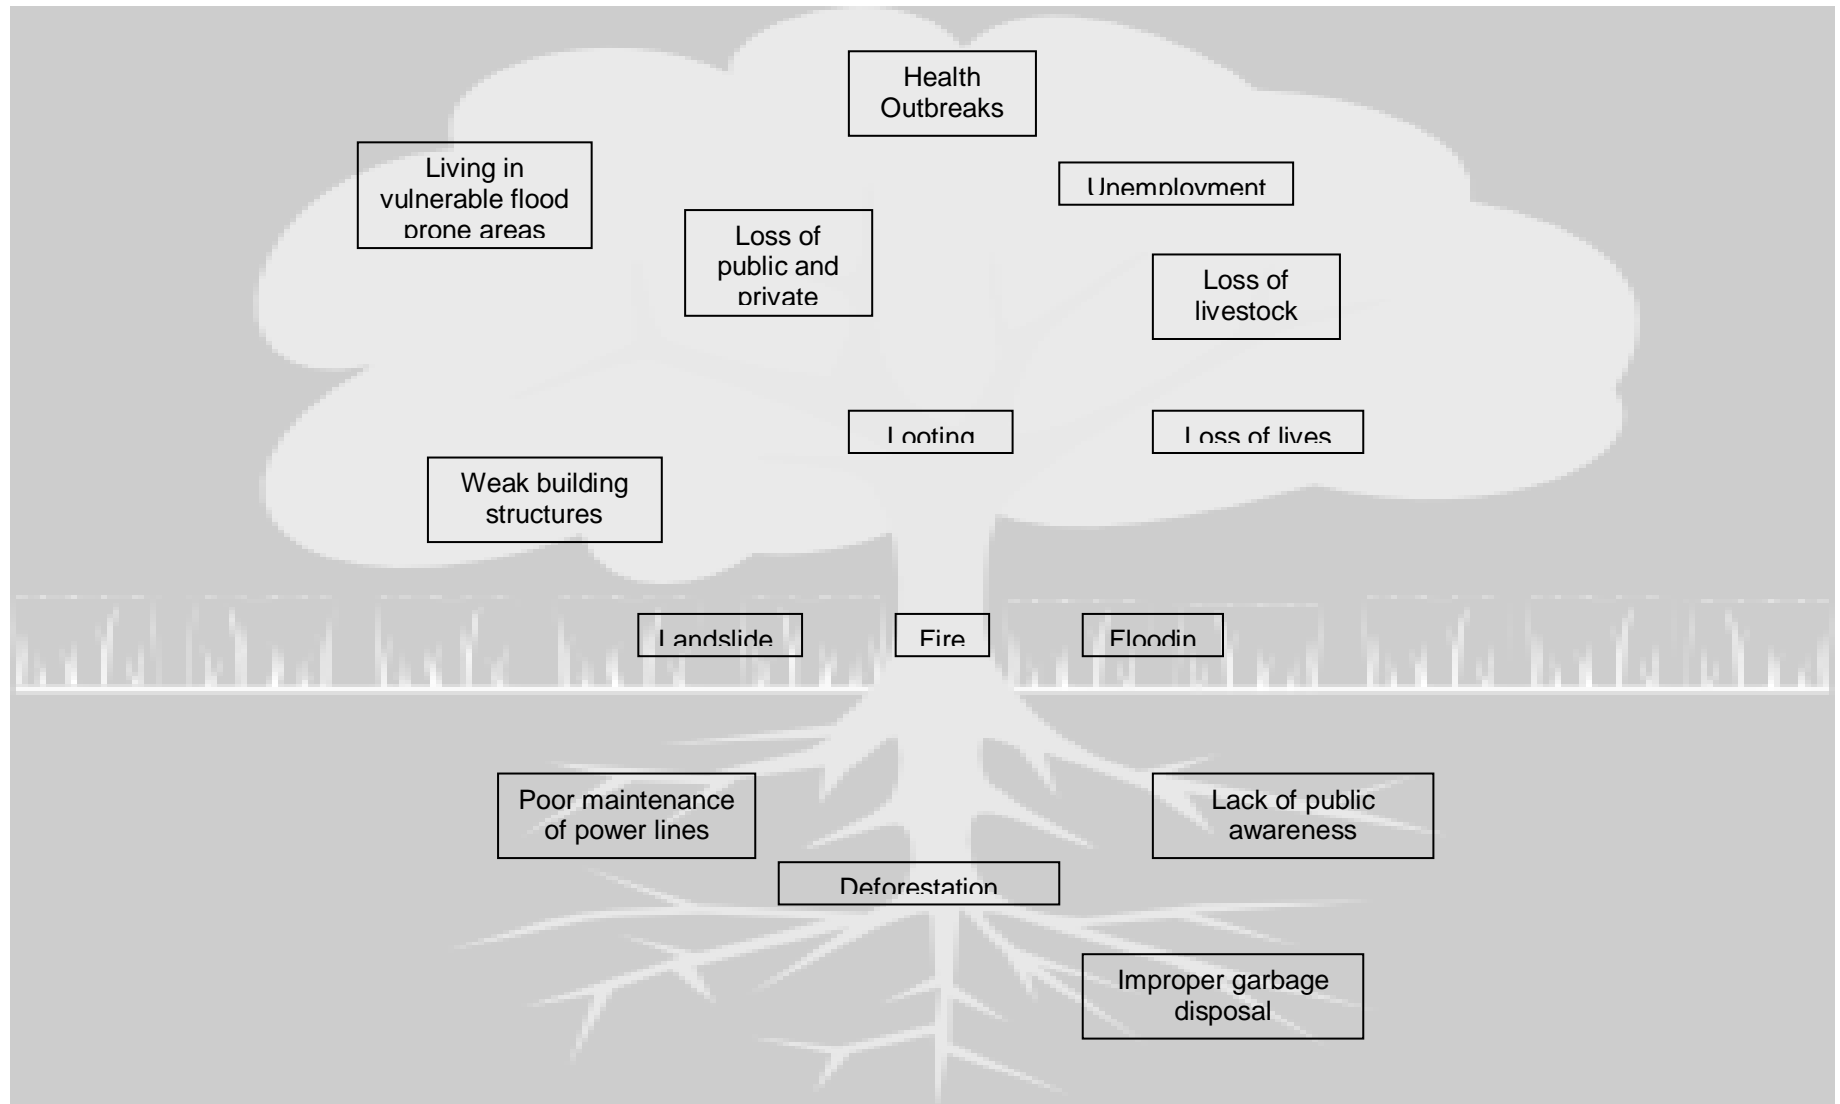 Health
Outbreaks
Living in
vulnerable flood
prone areas
Unemployment
Loss of
public and
private
Loss of
livestock
Looting
Loss of lives
Weak building
structures
Landslide
Fire
Floodin
Poor maintenance
of power lines
Lack of public
awareness
Deforestation
Improper garbage
disposal